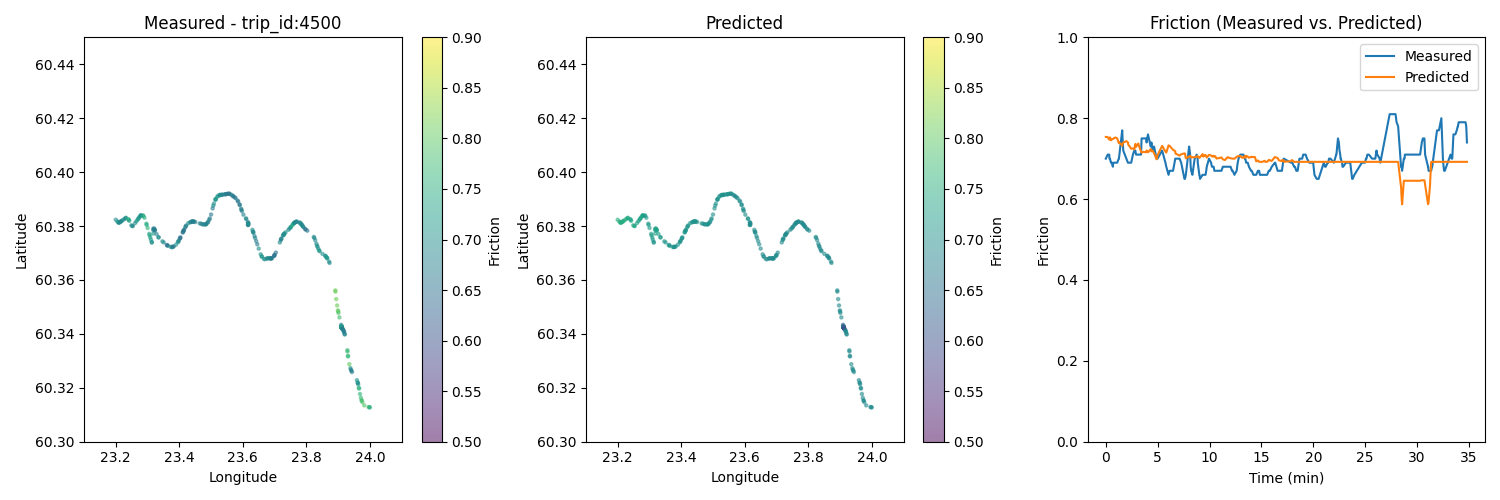 Measured - trip_id:4500
60.44
60.42
60.40
60.38
60.36
60.34
60.32
60.30
Latitude
23.2 23.4 23.6 23.8 24.0
Longitude
0.90
0.85
0.80
0.75
0.70
0.65
0.60
0.55
0.50
Friction
Predicted
60.44
60.42
60.40
60.38
60.36
60.34
60.32
60.30
Latitude
23.2 23.4 23.6 23.8 24.0
Longitude
0.90
0.85
0.80
0.75
0.70
0.65
0.60
0.55
0.50
Friction
Friction (Measured vs. Predicted)
Measured
Predicted
1.0
0.8
0.6
0.4
0.2
0.0
Friction
0 5 10 15 20 25 30 35
Time (min)